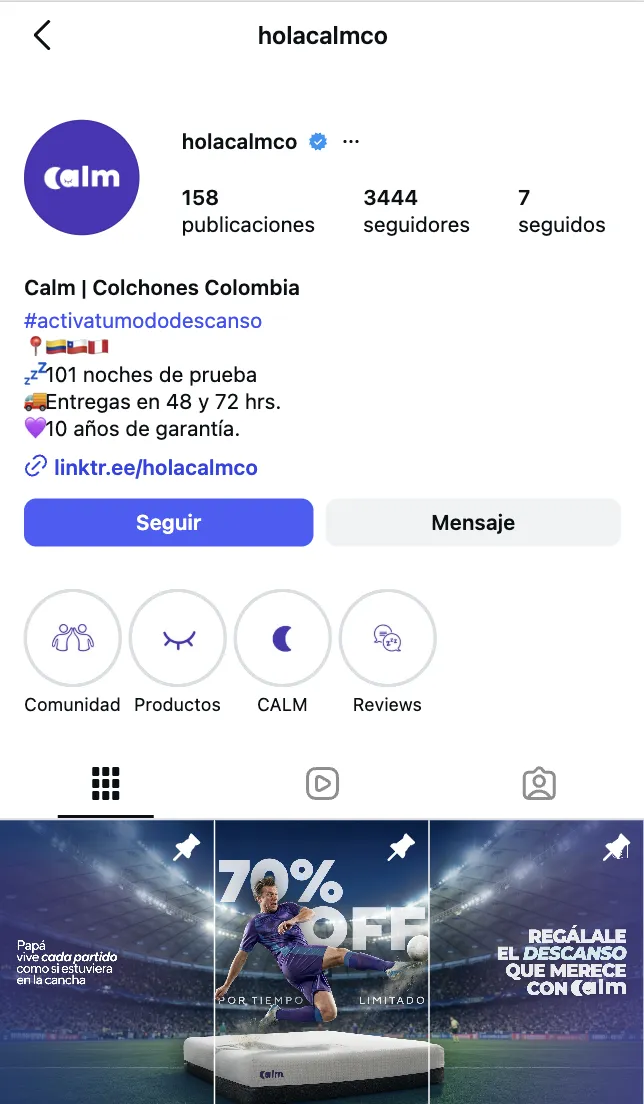 holacalmco
Calm
holacalmco
158
publicaciones
3444
seguidores
7
seguidos
Calm | Colchones Colombia
#activatumododescanso
📍🇨🇴🇨🇱🇵🇪
💤101 noches de prueba
🚚Entregas en 48 y 72 hrs.
💜10 años de garantía.
linktr.ee/holacalmco
Seguir
Mensaje
zzz
Comunidad
Productos
CALM
Reviews
Papá
vive cada partido
como si estuviera
en la cancha
70%
OFF
POR TIEMPO LIMITADO
Calm
REGÁLALE
EL DESCANSO
QUE MERECE
CON Calm